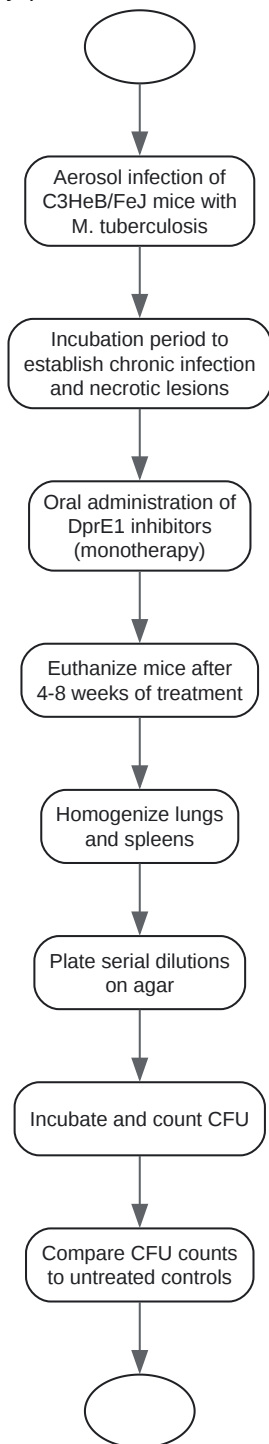 Aerosol infection of
C3HeB/FeJ mice with
M. tuberculosis
Incubation period to
establish chronic infection
and necrotic lesions
Oral administration of
DprE1 inhibitors
(monotherapy)
Euthanize mice after
4-8 weeks of treatment
Homogenize lungs
and spleens
Plate serial dilutions
on agar
Incubate and count CFU
Compare CFU counts
to untreated controls